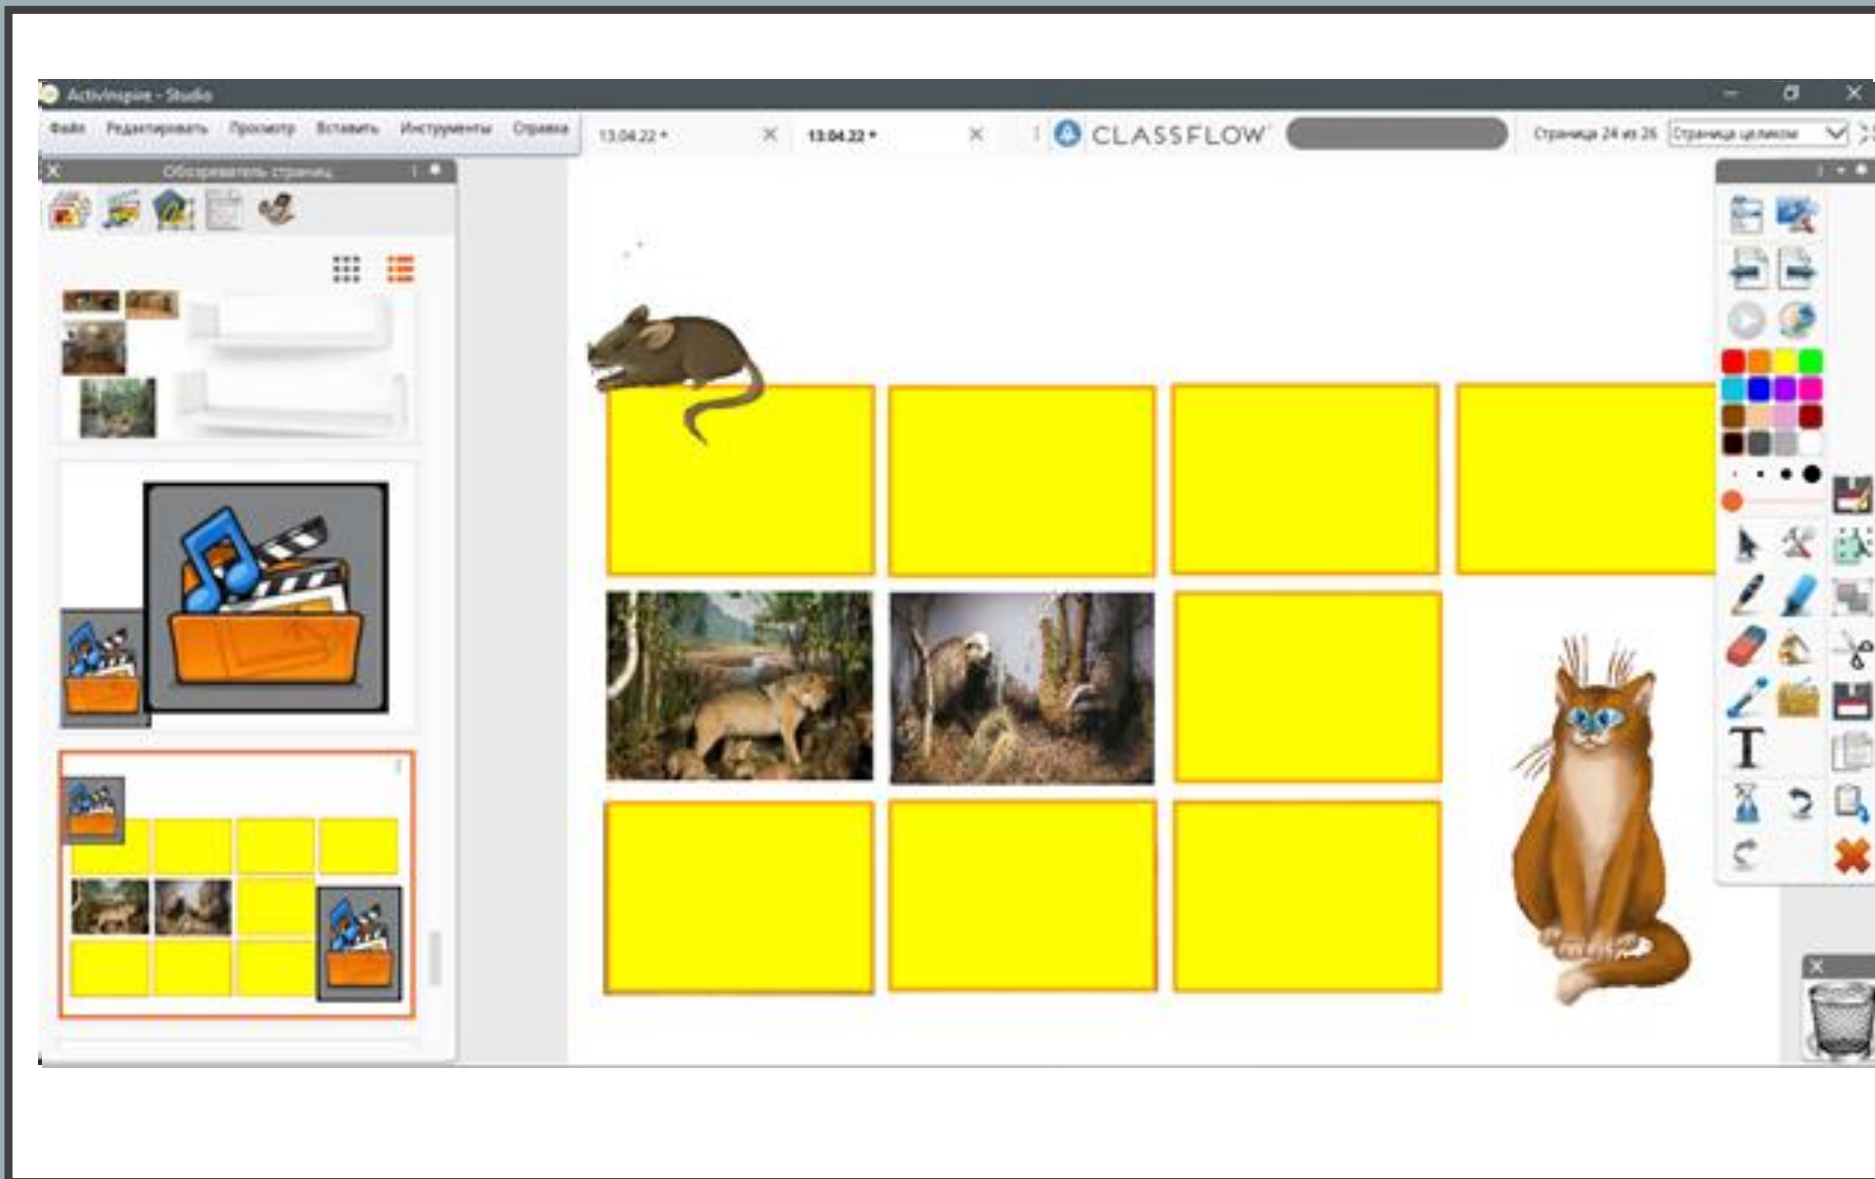 ActivInspire - Studio
Файл Редактировать Просмотр Вставить Инструменты Справка
13.04.22 *
13.04.22 *
CLASSFLOW
Страница 24 из 26
Страница целиком
Обозреватель страниц
T